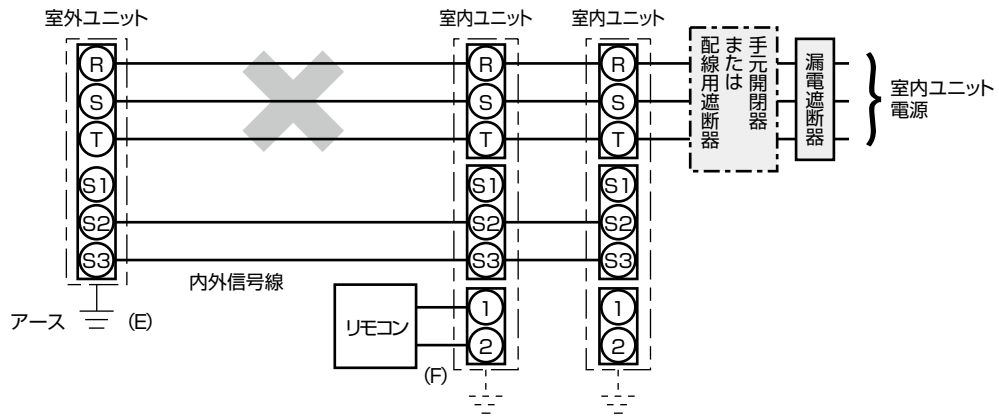 室外ユニット
室内ユニット
室内ユニット
R
S
T
S1
S2
S3
R
S
T
S1
S2
S3
1
2
R
S
T
S1
S2
S3
1
2
手元開閉器
または
配線用遮断器
漏電遮断器
室内ユニット
電源
内外信号線
アース
(E)
リモコン
(F)